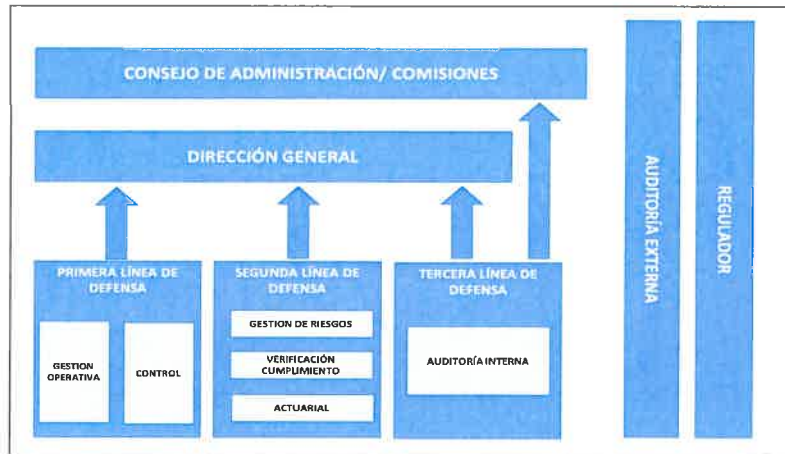 CONSEJO DE ADMINISTRACIÓN/ COMISIONES
DIRECCIÓN GENERAL
PRIMERA LÍNEA DE
DEFENSA
GESTION
OPERATIVA
CONTROL
SEGUNDA LÍNEA DE
DEFENSA
GESTION DE RIESGOS
VERIFICACIÓN
CUMPLIMIENTO
ACTUARIAL
TERCERA LÍNEA DE
DEFENSA
AUDITORÍA INTERNA
AUDITORÍA EXTERNA
REGULADOR